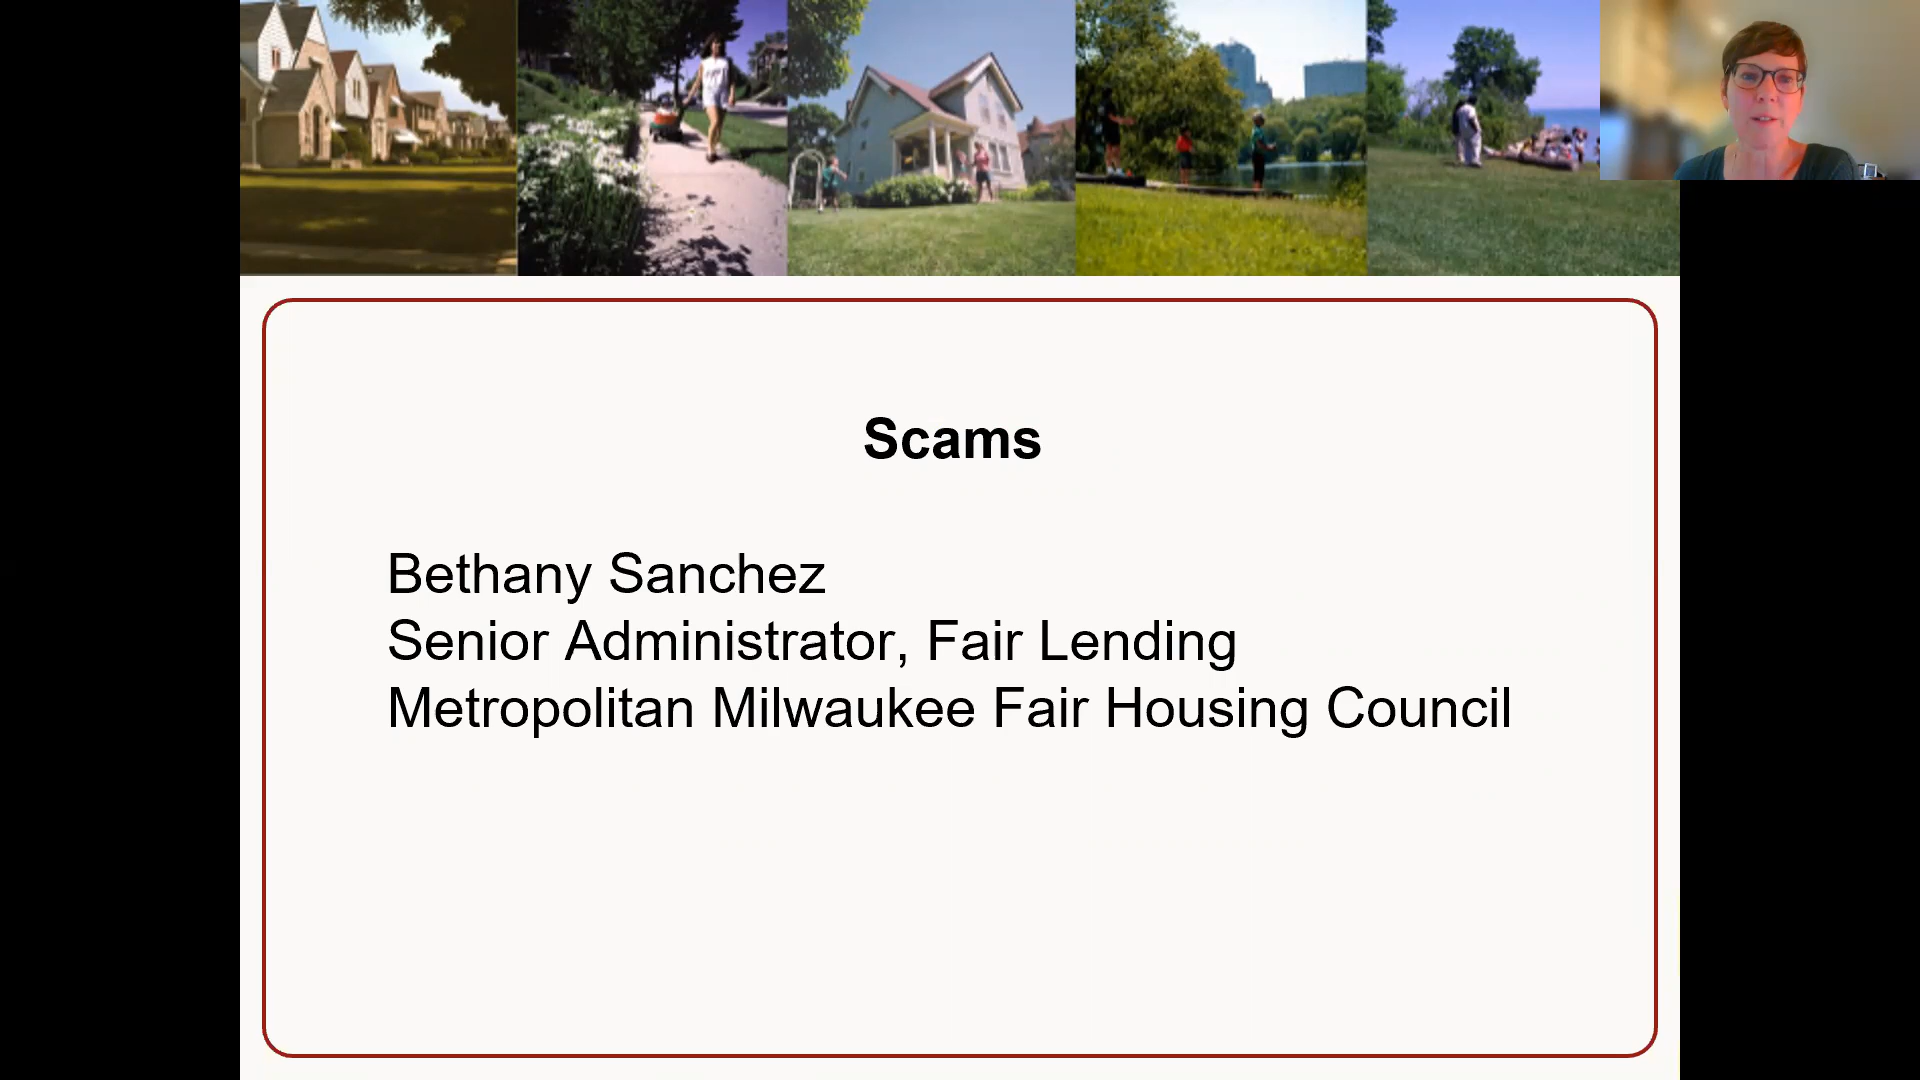 Scams
Bethany Sanchez
Senior Administrator, Fair Lending
Metropolitan Milwaukee Fair Housing Council